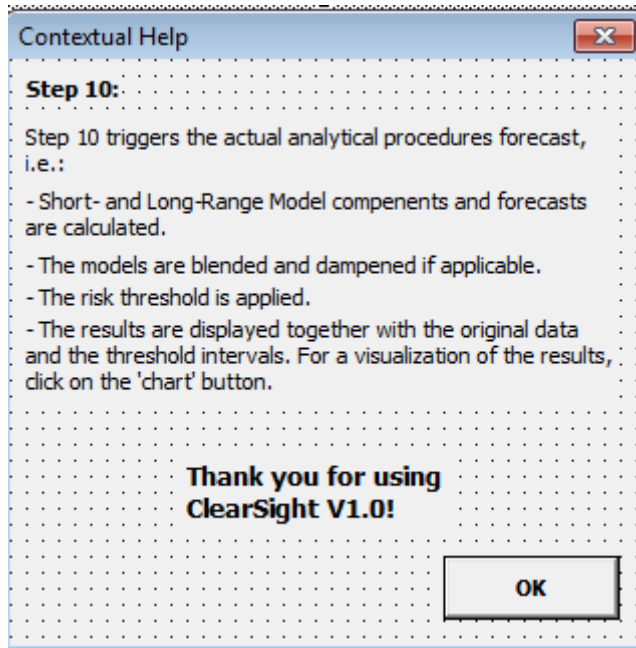 Contextual Help
Step 10:
Step 10 triggers the actual analytical procedures forecast,
i.e.:
- Short- and Long-Range Model compenents and forecasts
are calculated.
- The models are blended and dampened if applicable.
- The risk threshold is applied.
- The results are displayed together with the original data
and the threshold intervals. For a visualization of the results,
click on the 'chart' button.
Thank you for using
ClearSight V1.0!
OK